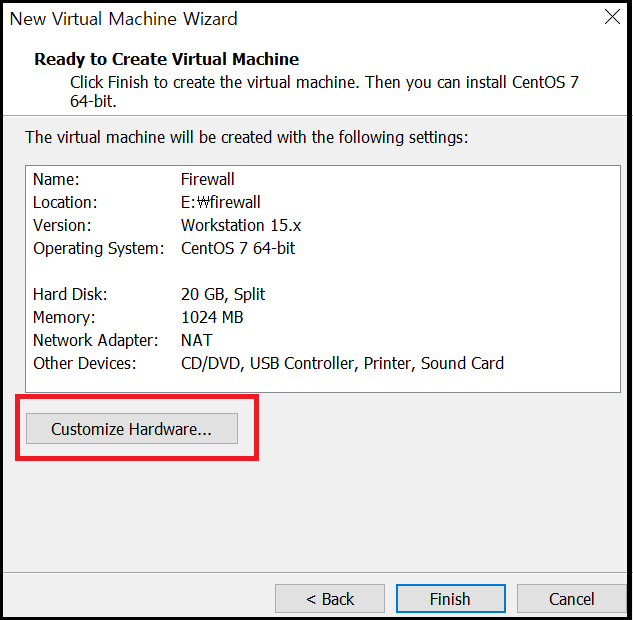 New Virtual Machine Wizard
Ready to Create Virtual Machine
Click Finish to create the virtual machine. Then you can install CentOS 7
64-bit.
The virtual machine will be created with the following settings:
Name: Firewall
Location: E:₩firewall
Version: Workstation 15.x
Operating System: CentOS 7 64-bit
Hard Disk: 20 GB, Split
Memory: 1024 MB
Network Adapter: NAT
Other Devices: CD/DVD, USB Controller, Printer, Sound Card
Customize Hardware...
< Back Finish Cancel